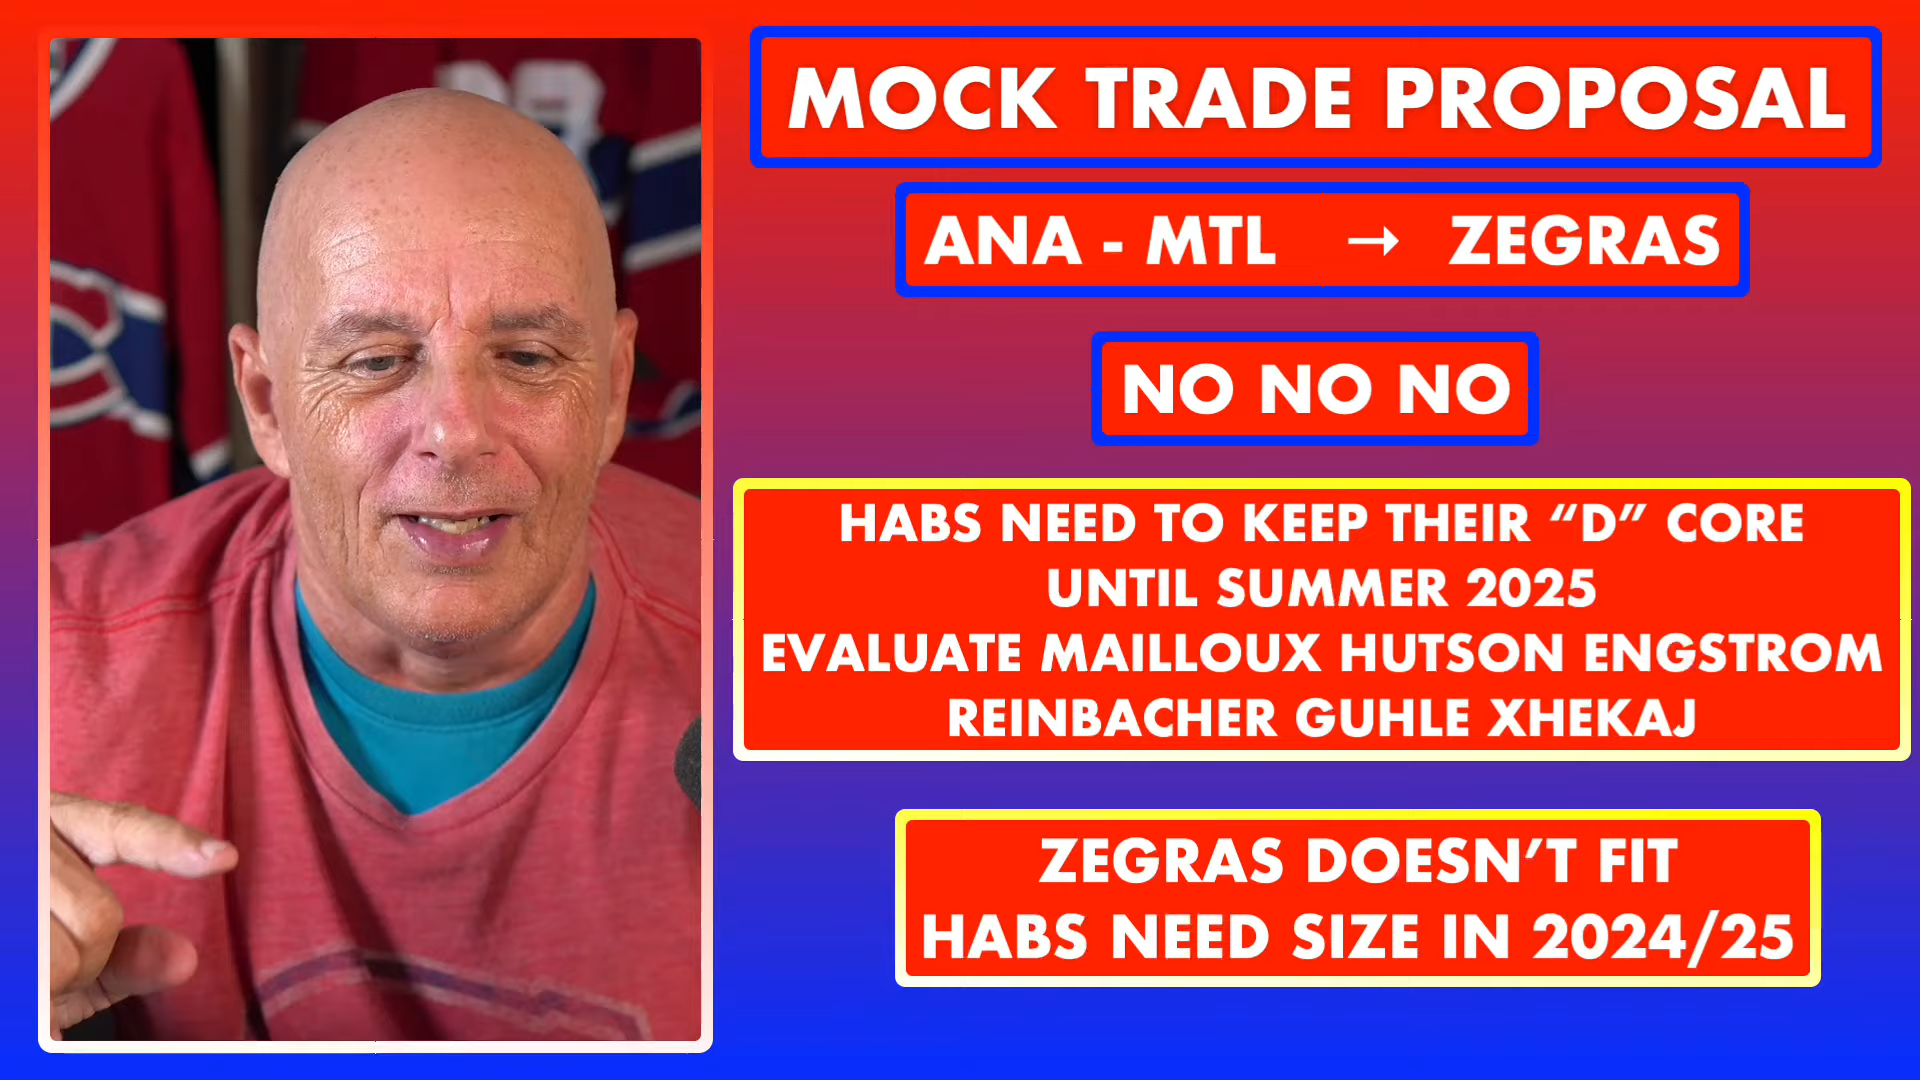 MOCK TRADE PROPOSAL
ANA - MTL → ZEGRAS
NO NO NO
HABS NEED TO KEEP THEIR “D” CORE
UNTIL SUMMER 2025
EVALUATE MAILLOUX HUTSON ENGSTROM
REINBACHER GUHLE XHEKAJ
ZEGRAS DOESN’T FIT
HABS NEED SIZE IN 2024/25